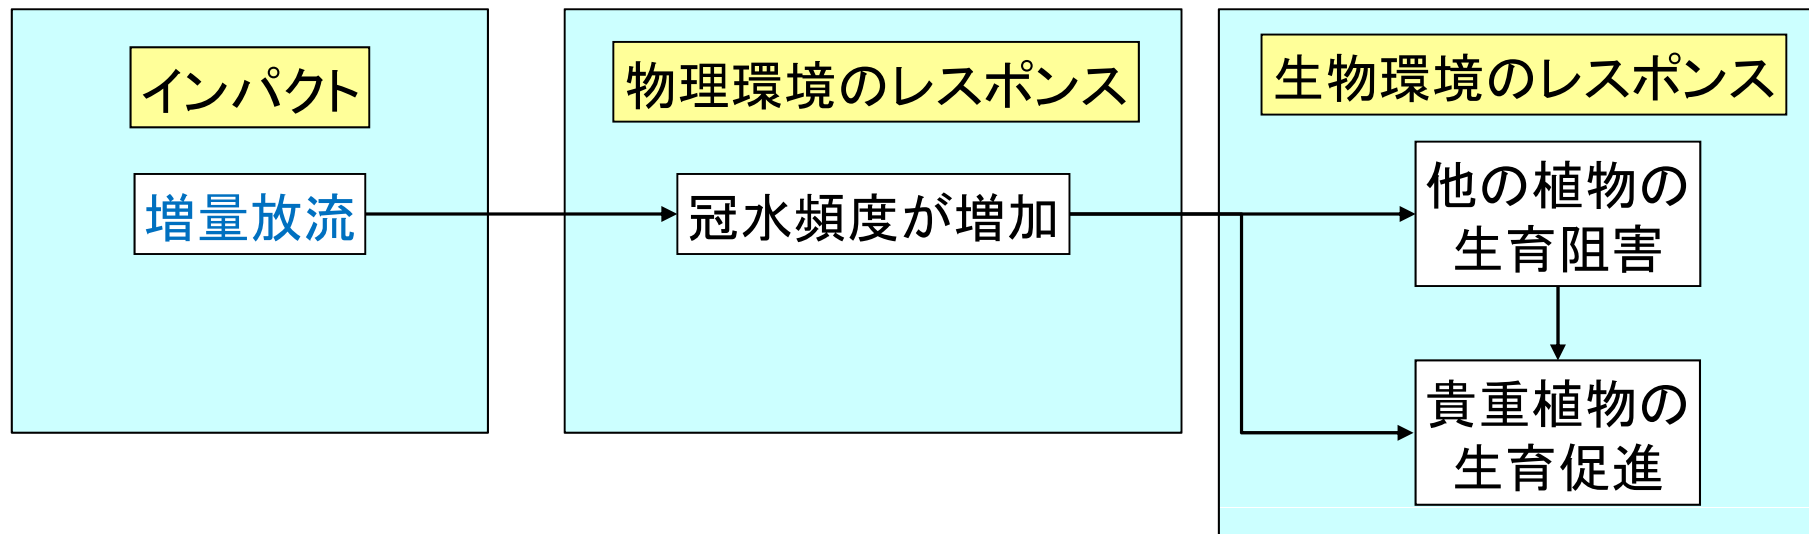 インパクト
増量放流
物理環境のレスポンス
冠水頻度が増加
生物環境のレスポンス
他の植物の
生育阻害
貴重植物の
生育促進